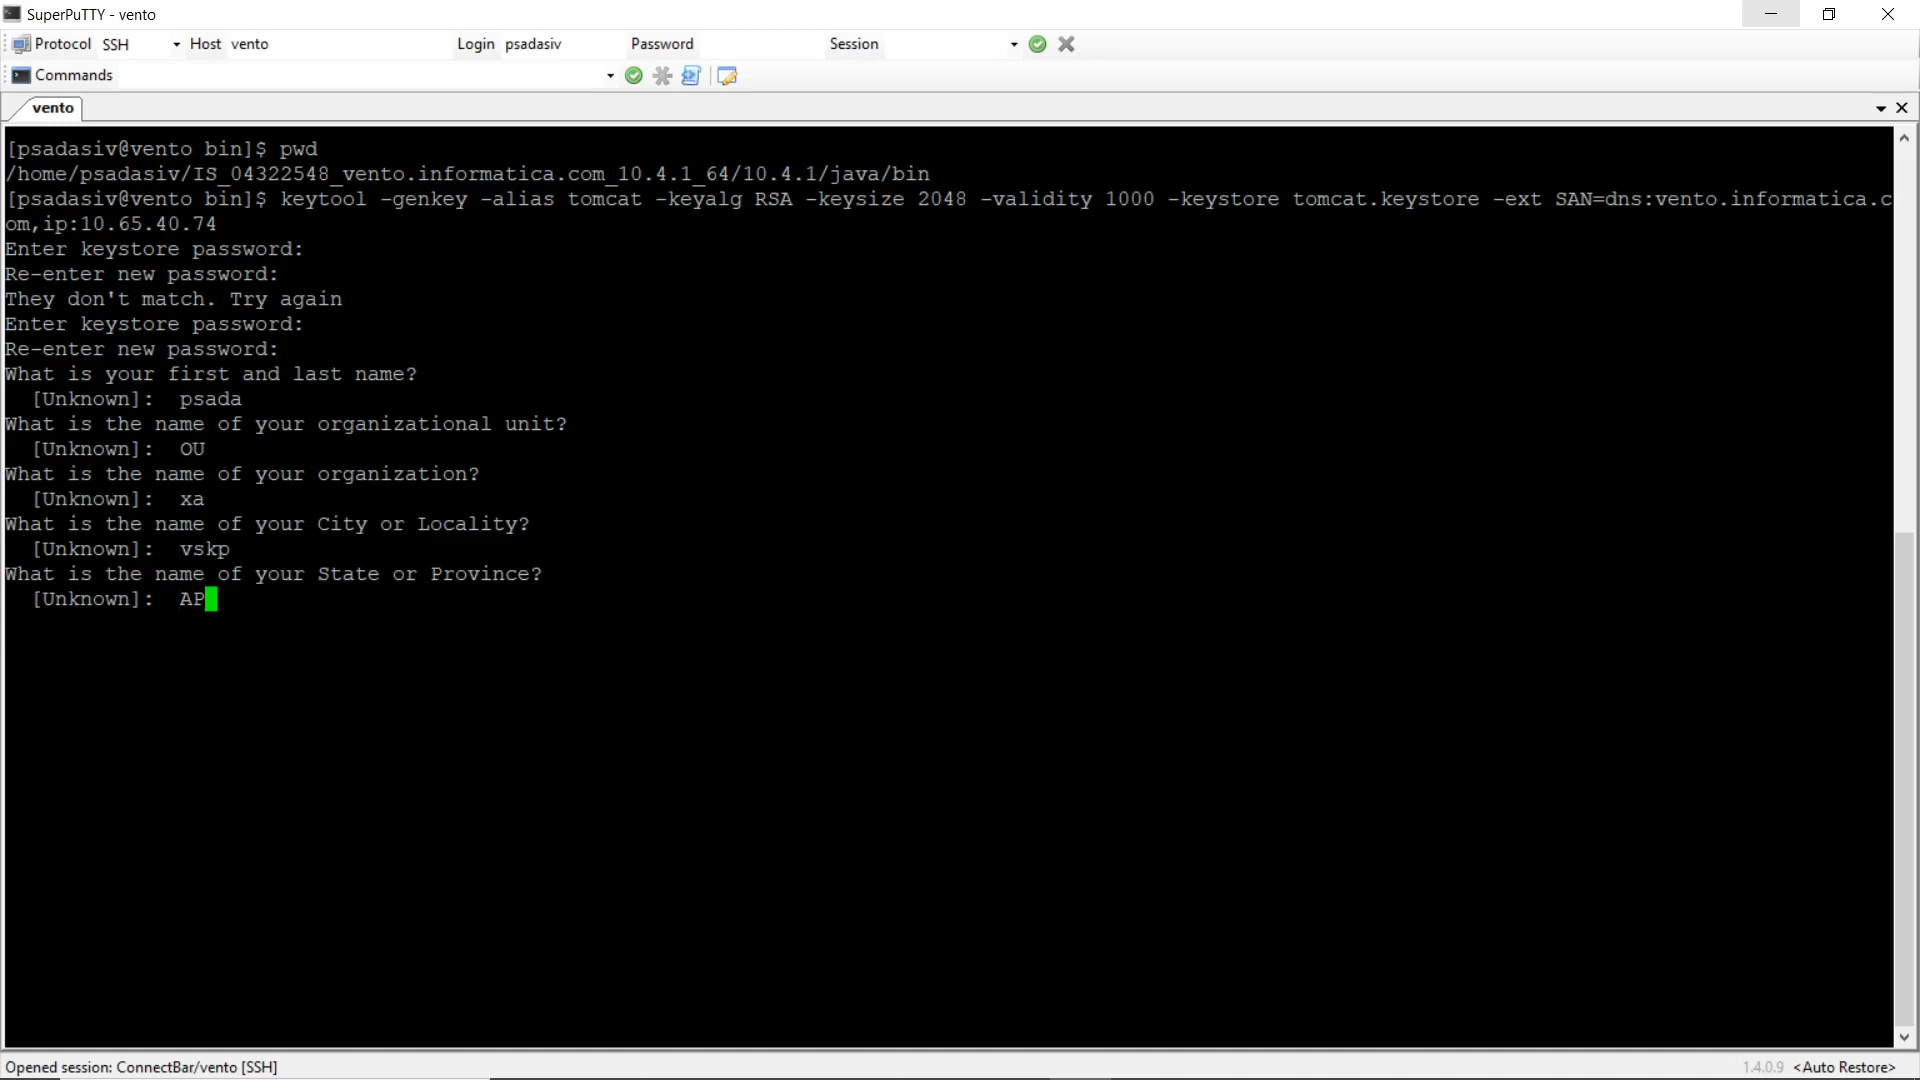 SuperPuTTY - vento
Protocol SSH Host vento Login psadasiv Password Session
Commands
vento
[psadasiv@vento bin]$ pwd
/home/psadasiv/IS_04322548_vento.informatica.com_10.4.1_64/10.4.1/java/bin
[psadasiv@vento bin]$ keytool -genkey -alias tomcat -keyalg RSA -keysize 2048 -validity 1000 -keystore tomcat.keystore -ext SAN=dns:vento.informatica.c
om,ip:10.65.40.74
Enter keystore password:
Re-enter new password:
They don't match. Try again
Enter keystore password:
Re-enter new password:
What is your first and last name?
[Unknown]: psada
What is the name of your organizational unit?
[Unknown]: OU
What is the name of your organization?
[Unknown]: xa
What is the name of your City or Locality?
[Unknown]: vskp
What is the name of your State or Province?
[Unknown]: AP
Opened session: ConnectBar/vento [SSH] 1.4.0.9 <Auto Restore>